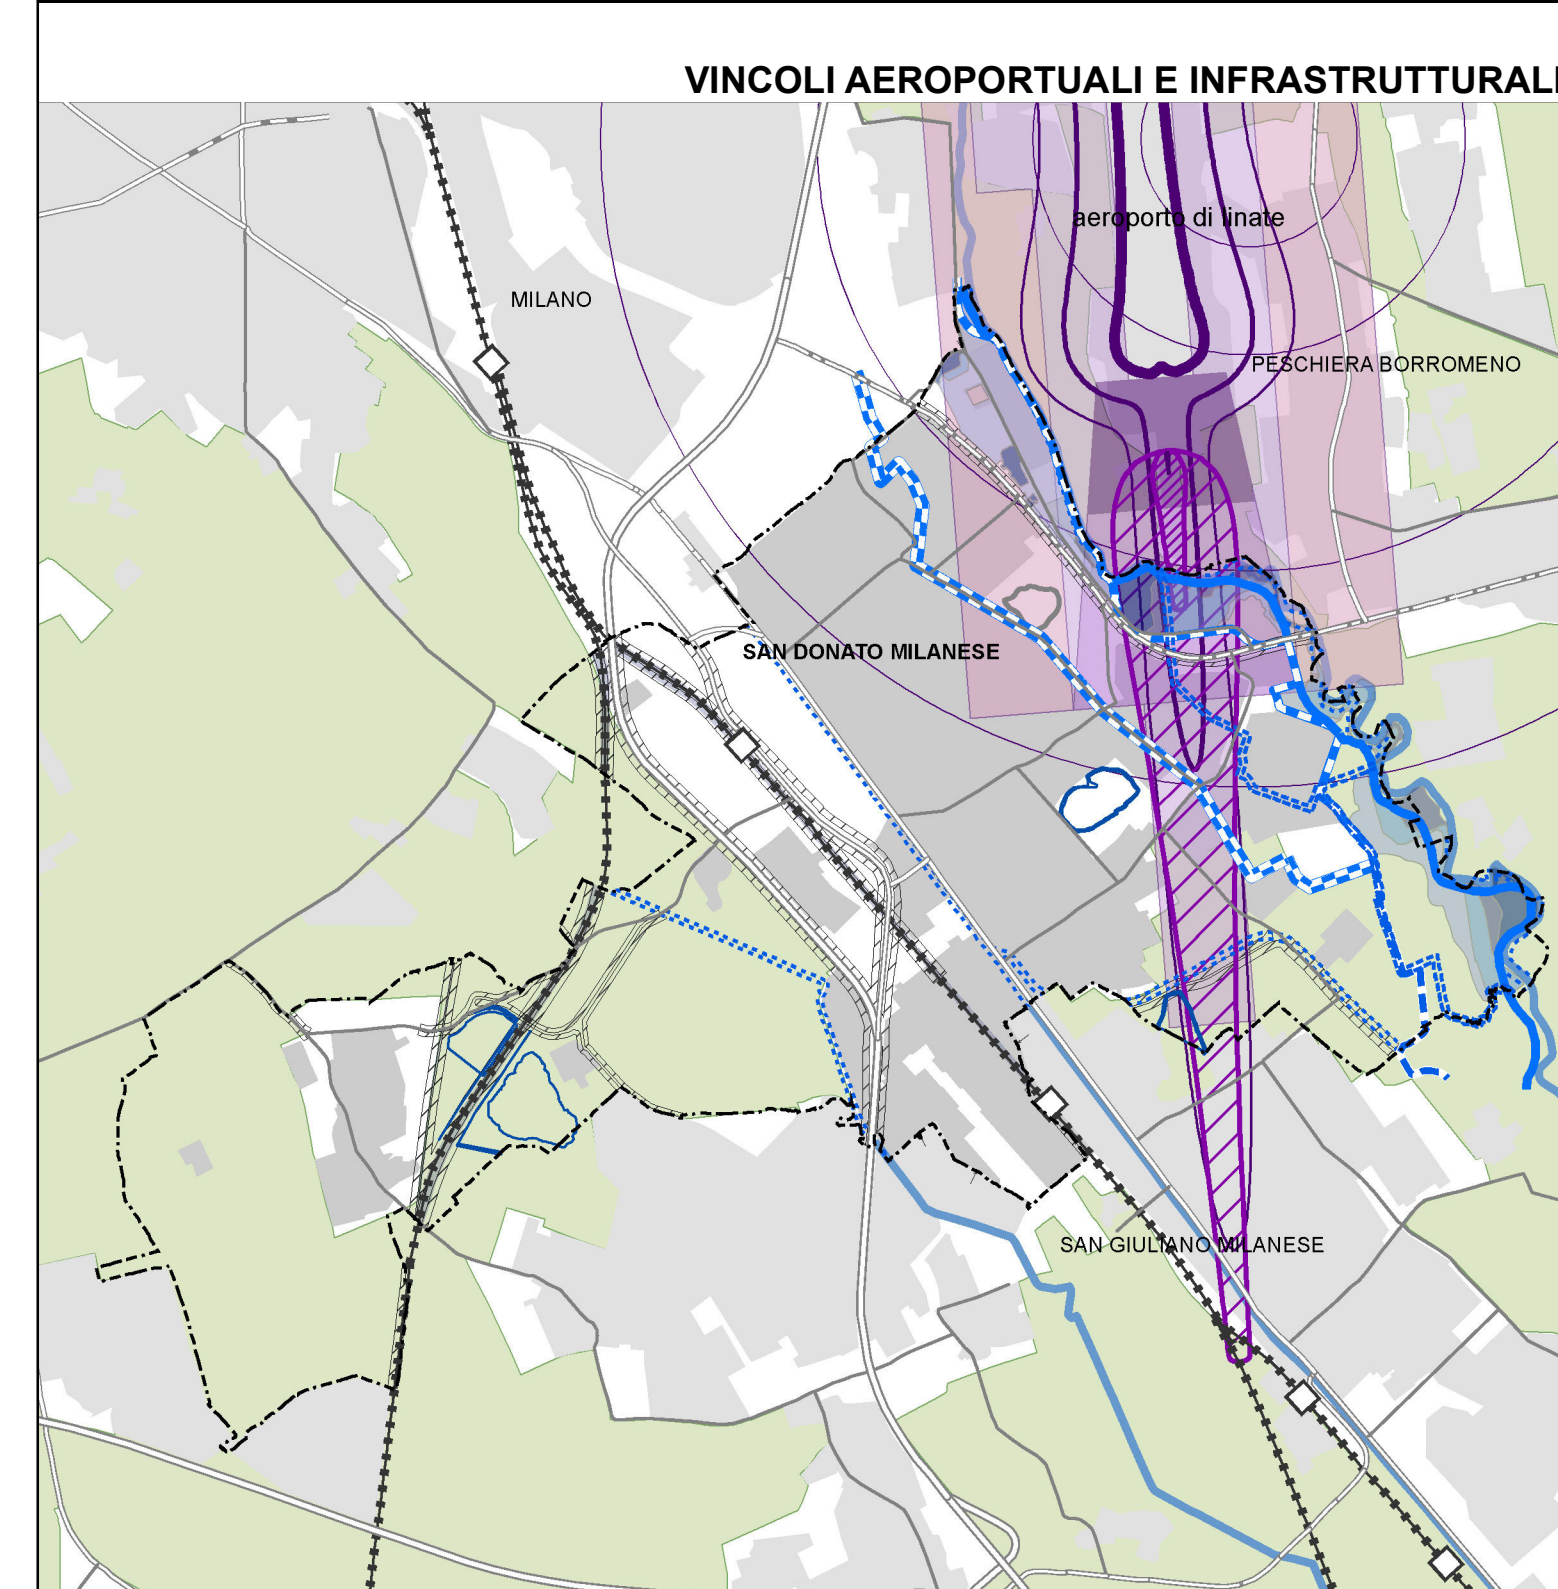 VINCOLI AEROPORTUALI E INFRASTRUTTURALI
aeroporto di linate
MILANO
PESCHIERA BORROMENO
SAN DONATO MILANESE
SAN GIULIANO MILANESE